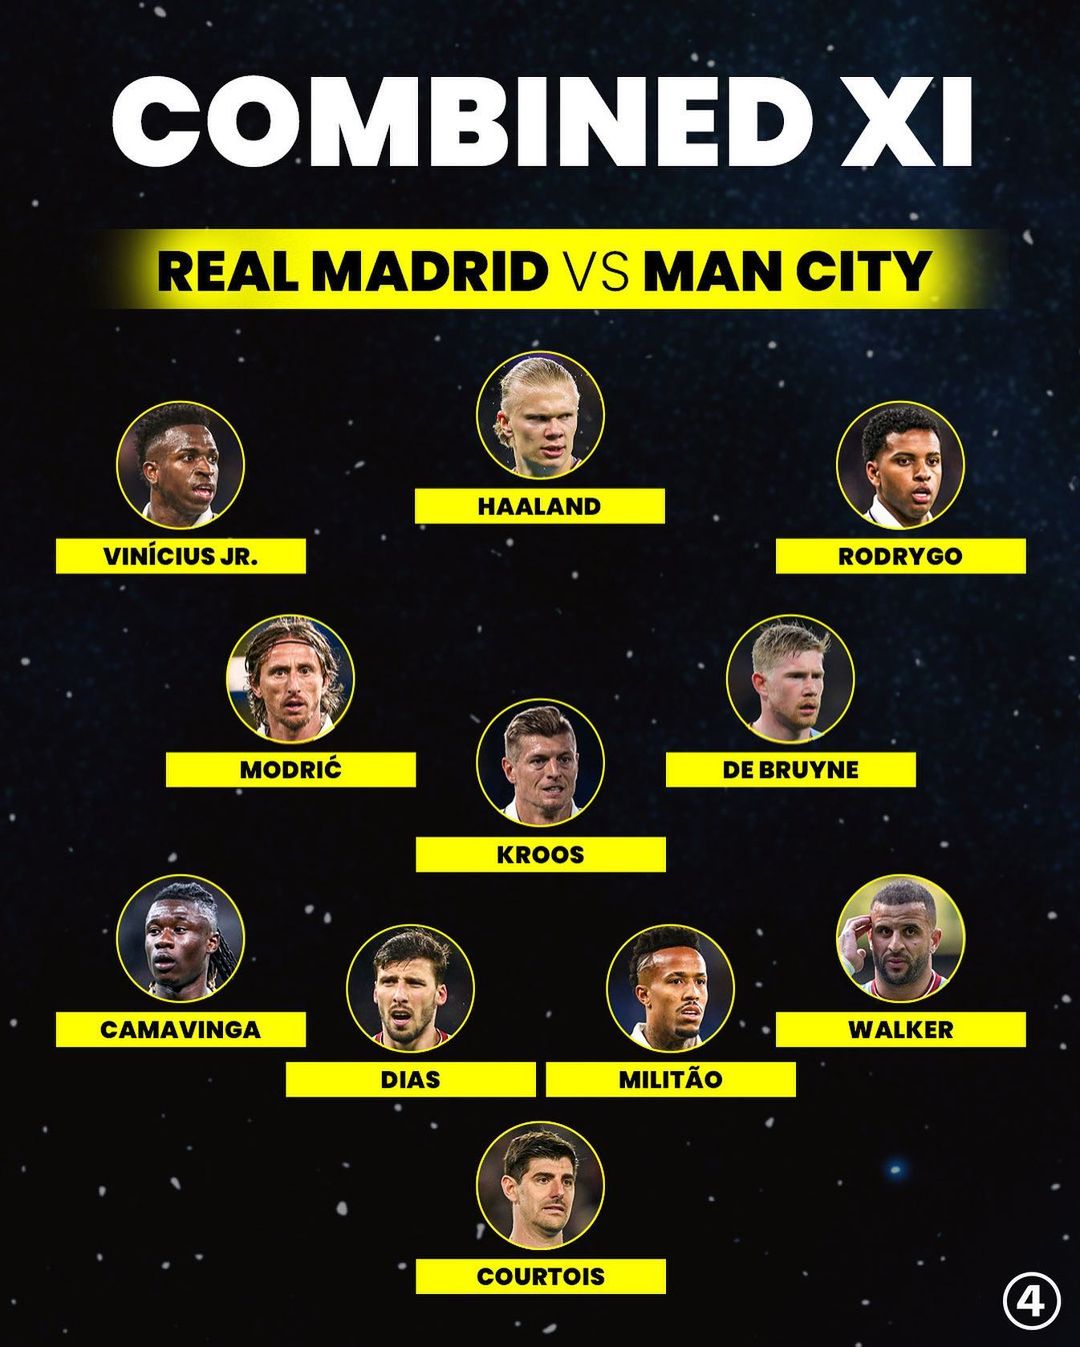 COMBINED XI
REAL MADRID VS MAN CITY
HAALAND
VINÍCIUS JR.
RODRYGO
MODRIĆ
DE BRUYNE
KROOS
CAMAVINGA
WALKER
DIAS
MILITÃO
COURTOIS
4